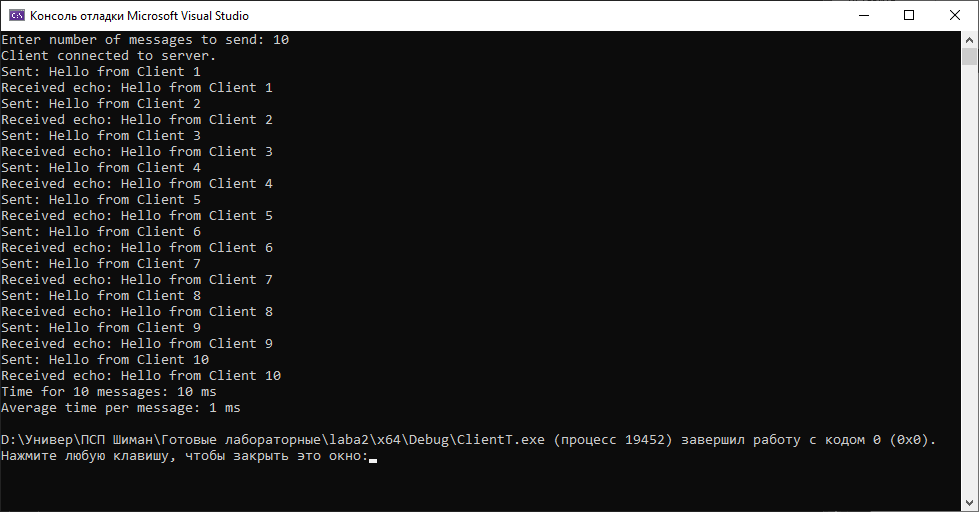 Консоль отладки Microsoft Visual Studio
Enter number of messages to send: 10
Client connected to server.
Sent: Hello from Client 1
Received echo: Hello from Client 1
Sent: Hello from Client 2
Received echo: Hello from Client 2
Sent: Hello from Client 3
Received echo: Hello from Client 3
Sent: Hello from Client 4
Received echo: Hello from Client 4
Sent: Hello from Client 5
Received echo: Hello from Client 5
Sent: Hello from Client 6
Received echo: Hello from Client 6
Sent: Hello from Client 7
Received echo: Hello from Client 7
Sent: Hello from Client 8
Received echo: Hello from Client 8
Sent: Hello from Client 9
Received echo: Hello from Client 9
Sent: Hello from Client 10
Received echo: Hello from Client 10
Time for 10 messages: 10 ms
Average time per message: 1 ms
D:\Универ\ПСП Шиман\Готовые лабораторные\laba2\x64\Debug\ClientT.exe (процесс 19452) завершил работу с кодом 0 (0x0).
Нажмите любую клавишу, чтобы закрыть это окно: